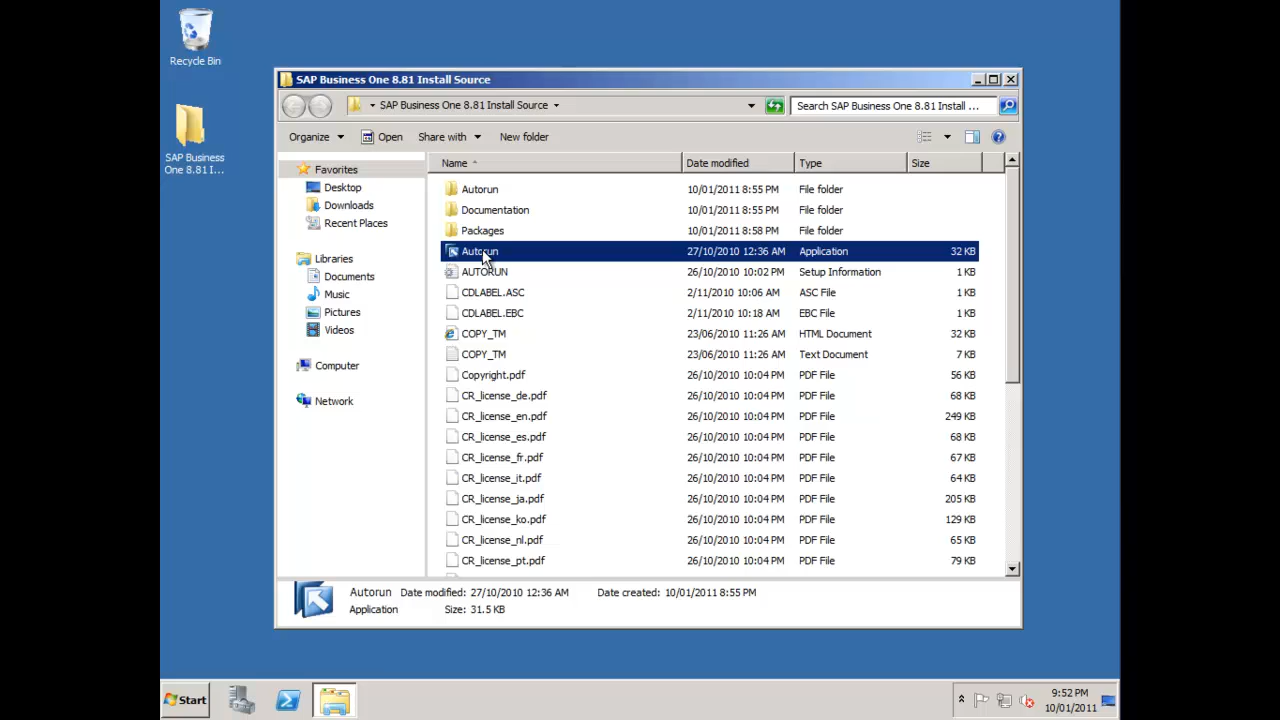 Recycle Bin
SAP Business
One 8.81 I...
SAP Business One 8.81 Install Source
SAP Business One 8.81 Install Source
Search SAP Business One 8.81 Install ...
Organize Open Share with New folder
Favorites
Desktop
Downloads
Recent Places
Libraries
Documents
Music
Pictures
Videos
Computer
Network
Name Date modified Type Size
Autorun 10/01/2011 8:55 PM File folder
Documentation 10/01/2011 8:55 PM File folder
Packages 10/01/2011 8:58 PM File folder
Autorun 27/10/2010 12:36 AM Application 32 KB
AUTORUN 26/10/2010 10:02 PM Setup Information 1 KB
CDLABEL.ASC 2/11/2010 10:06 AM ASC File 1 KB
CDLABEL.EBC 2/11/2010 10:18 AM EBC File 1 KB
COPY_TM 23/06/2010 11:26 AM HTML Document 32 KB
COPY_TM 23/06/2010 11:26 AM Text Document 7 KB
Copyright.pdf 26/10/2010 10:04 PM PDF File 56 KB
CR_license_de.pdf 26/10/2010 10:04 PM PDF File 68 KB
CR_license_en.pdf 26/10/2010 10:04 PM PDF File 249 KB
CR_license_es.pdf 26/10/2010 10:04 PM PDF File 68 KB
CR_license_fr.pdf 26/10/2010 10:04 PM PDF File 67 KB
CR_license_it.pdf 26/10/2010 10:04 PM PDF File 64 KB
CR_license_ja.pdf 26/10/2010 10:04 PM PDF File 205 KB
CR_license_ko.pdf 26/10/2010 10:04 PM PDF File 129 KB
CR_license_nl.pdf 26/10/2010 10:04 PM PDF File 65 KB
CR_license_pt.pdf 26/10/2010 10:04 PM PDF File 79 KB
Autorun Date modified: 27/10/2010 12:36 AM Date created: 10/01/2011 8:55 PM
Application Size: 31.5 KB
Start
9:52 PM
10/01/2011